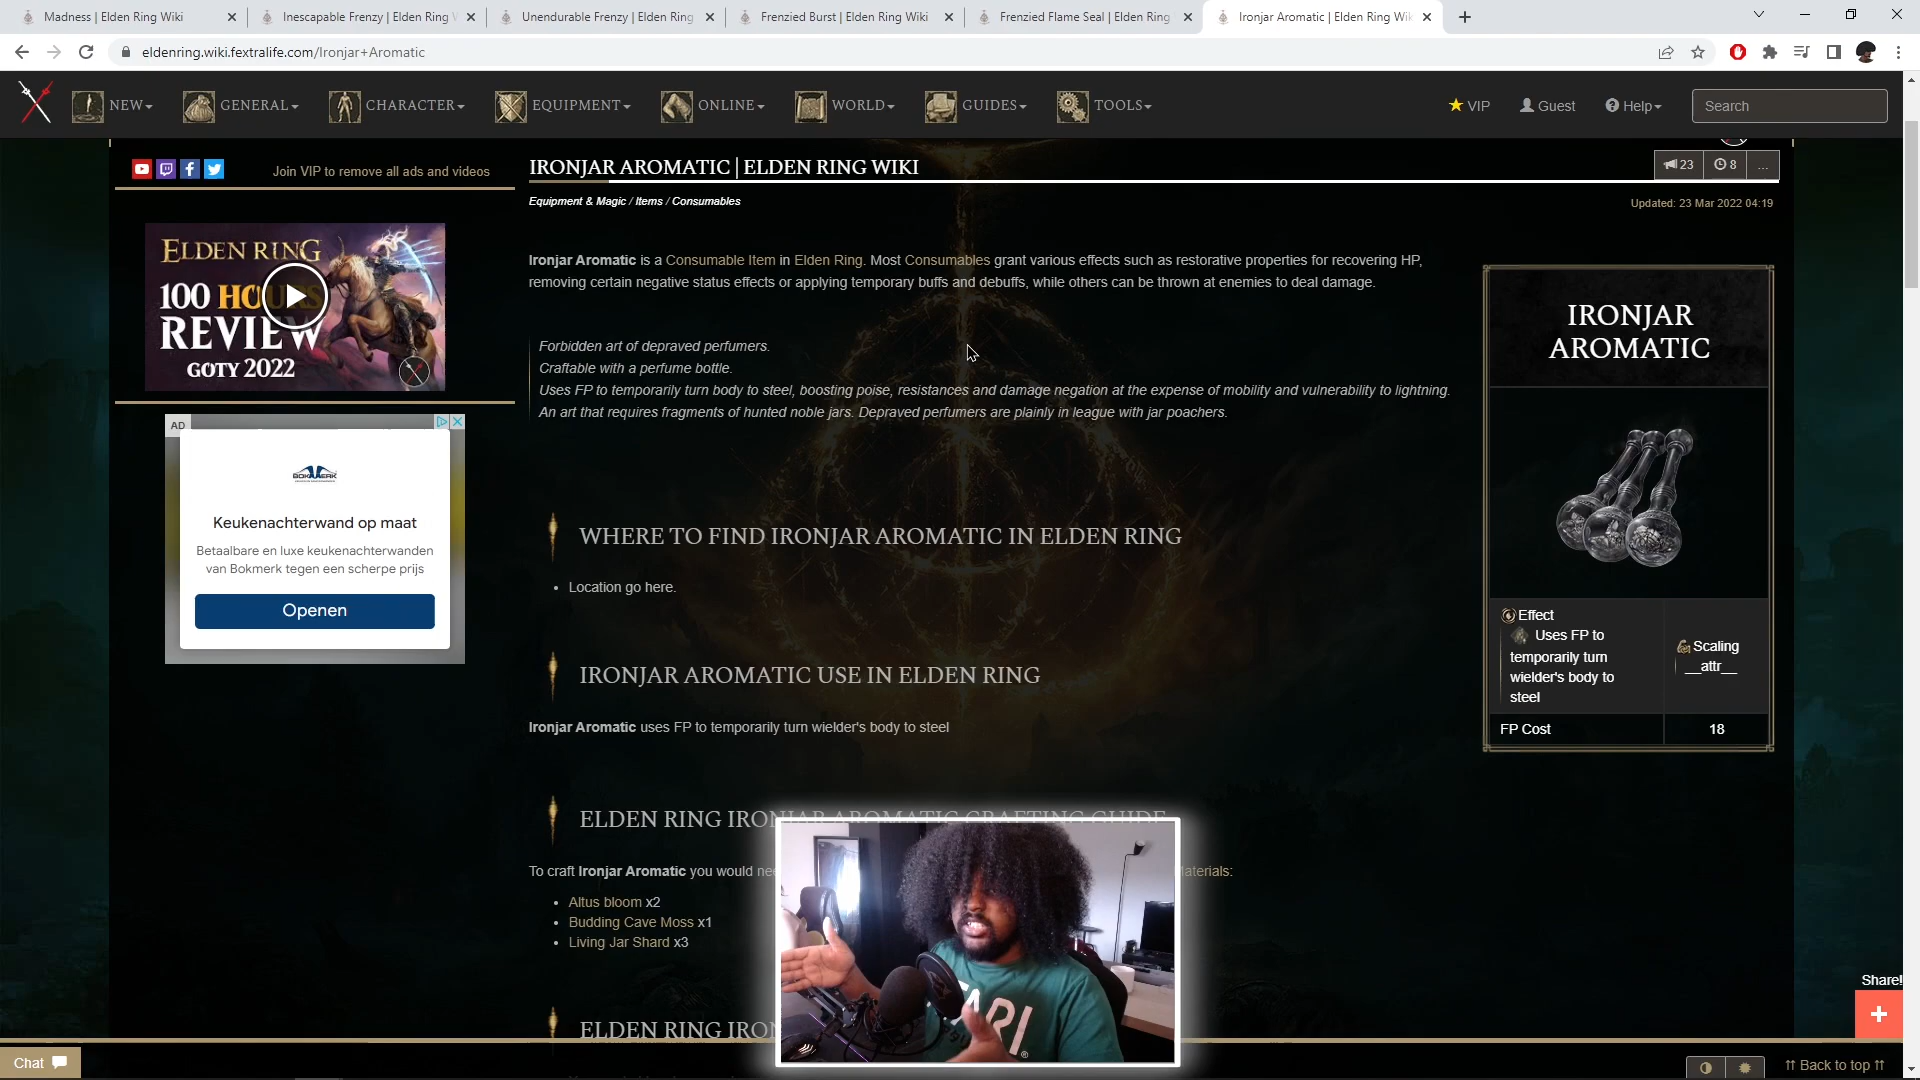 Madness | Elden Ring Wiki
Inescapable Frenzy | Elden Ring W
Unendurable Frenzy | Elden Ring
Frenzied Burst | Elden Ring Wiki
Frenzied Flame Seal | Elden Ring
Ironjar Aromatic | Elden Ring Wik
eldenring.wiki.fextralife.com/Ironjar+Aromatic
NEW
GENERAL
CHARACTER
EQUIPMENT
ONLINE
WORLD
GUIDES
TOOLS
VIP
Guest
Help
Search
Join VIP to remove all ads and videos
IRONJAR AROMATIC | ELDEN RING WIKI
23
8
...
Equipment & Magic / Items / Consumables
Updated: 23 Mar 2022 04:19
ELDEN RING
100 HO
REVIEW
GOTY 2022
AD
BOKMERK
Keukenachterwand op maat
Betaalbare en luxe keukenachterwanden
van Bokmerk tegen een scherpe prijs
Openen
Ironjar Aromatic is a Consumable Item in Elden Ring. Most Consumables grant various effects such as restorative properties for recovering HP,
removing certain negative status effects or applying temporary buffs and debuffs, while others can be thrown at enemies to deal damage.
Forbidden art of depraved perfumers.
Craftable with a perfume bottle.
Uses FP to temporarily turn body to steel, boosting poise, resistances and damage negation at the expense of mobility and vulnerability to lightning.
An art that requires fragments of hunted noble jars. Depraved perfumers are plainly in league with jar poachers.
WHERE TO FIND IRONJAR AROMATIC IN ELDEN RING
Location go here.
IRONJAR AROMATIC USE IN ELDEN RING
Ironjar Aromatic uses FP to temporarily turn wielder's body to steel
ELDEN RING IRONJAR AROMATIC CRAFTING GUIDE
To craft Ironjar Aromatic you would nee
Materials:
Altus bloom x2
Budding Cave Moss x1
Living Jar Shard x3
ELDEN RING IRON
IRONJAR
AROMATIC
Effect
Uses FP to
temporarily turn
wielder's body to
steel
Scaling
__attr__
FP Cost
18
TARI
®
Share!
+
Chat
Back to top